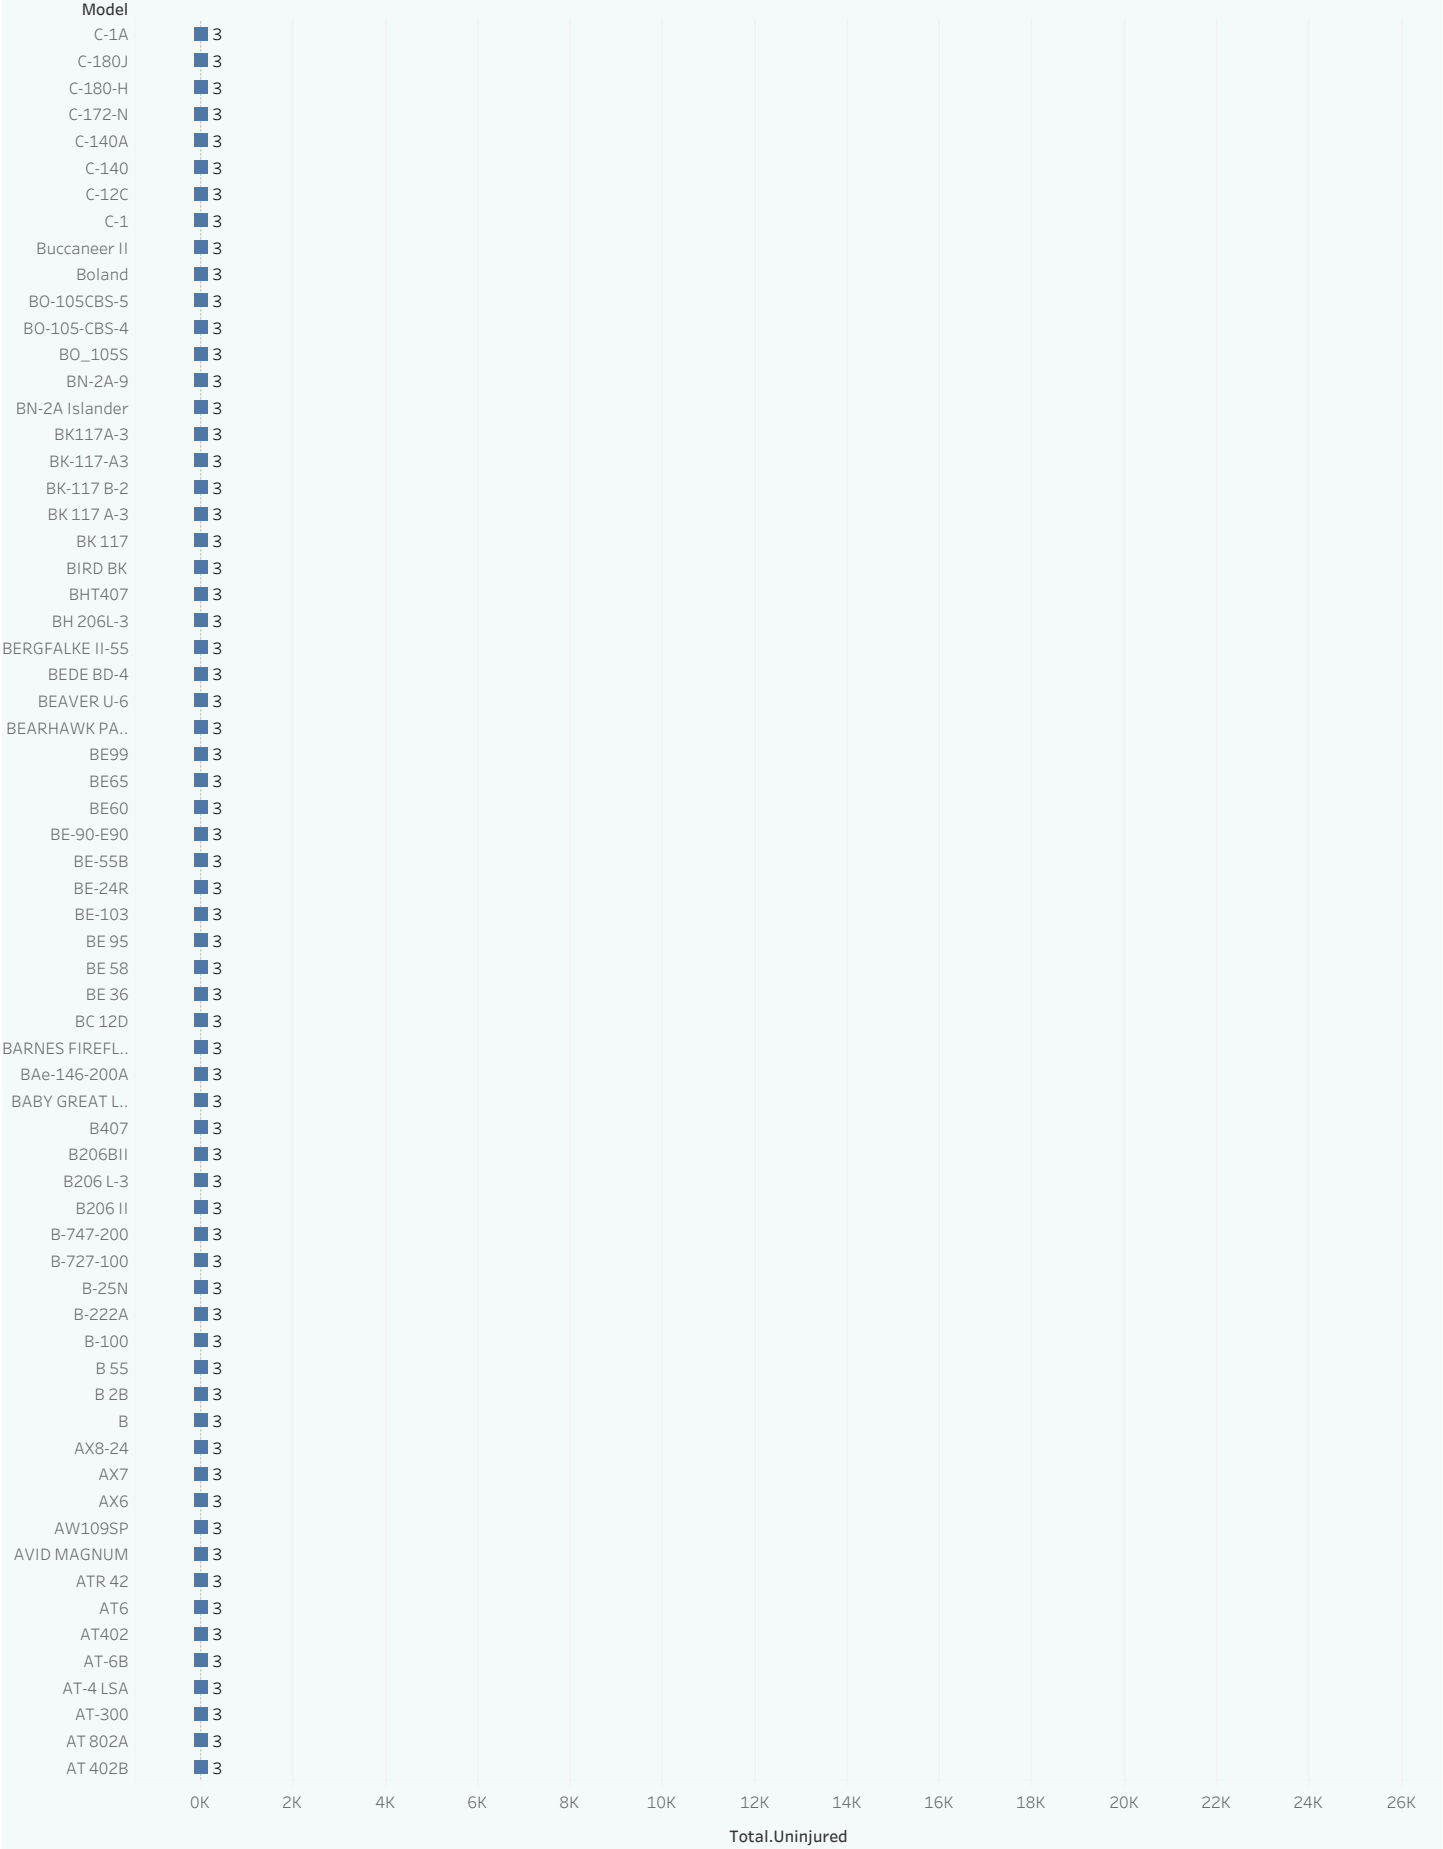 Model
C-1A 3
C-180J 3
C-180-H 3
C-172-N 3
C-140A 3
C-140 3
C-12C 3
C-1 3
Buccaneer II 3
Boland 3
BO-105CBS-5 3
BO-105-CBS-4 3
BO_105S 3
BN-2A-9 3
BN-2A Islander 3
BK117A-3 3
BK-117-A3 3
BK-117 B-2 3
BK 117 A-3 3
BK 117 3
BIRD BK 3
BHT407 3
BH 206L-3 3
BERGFALKE II-55 3
BEDE BD-4 3
BEAVER U-6 3
BEARHAWK PA.. 3
BE99 3
BE65 3
BE60 3
BE-90-E90 3
BE-55B 3
BE-24R 3
BE-103 3
BE 95 3
BE 58 3
BE 36 3
BC 12D 3
BARNES FIREFL.. 3
BAe-146-200A 3
BABY GREAT L.. 3
B407 3
B206BII 3
B206 L-3 3
B206 II 3
B-747-200 3
B-727-100 3
B-25N 3
B-222A 3
B-100 3
B 55 3
B 2B 3
B 3
AX8-24 3
AX7 3
AX6 3
AW109SP 3
AVID MAGNUM 3
ATR 42 3
AT6 3
AT402 3
AT-6B 3
AT-4 LSA 3
AT-300 3
AT 802A 3
AT 402B 3
0K 2K 4K 6K 8K 10K 12K 14K 16K 18K 20K 22K 24K 26K
Total.Uninjured